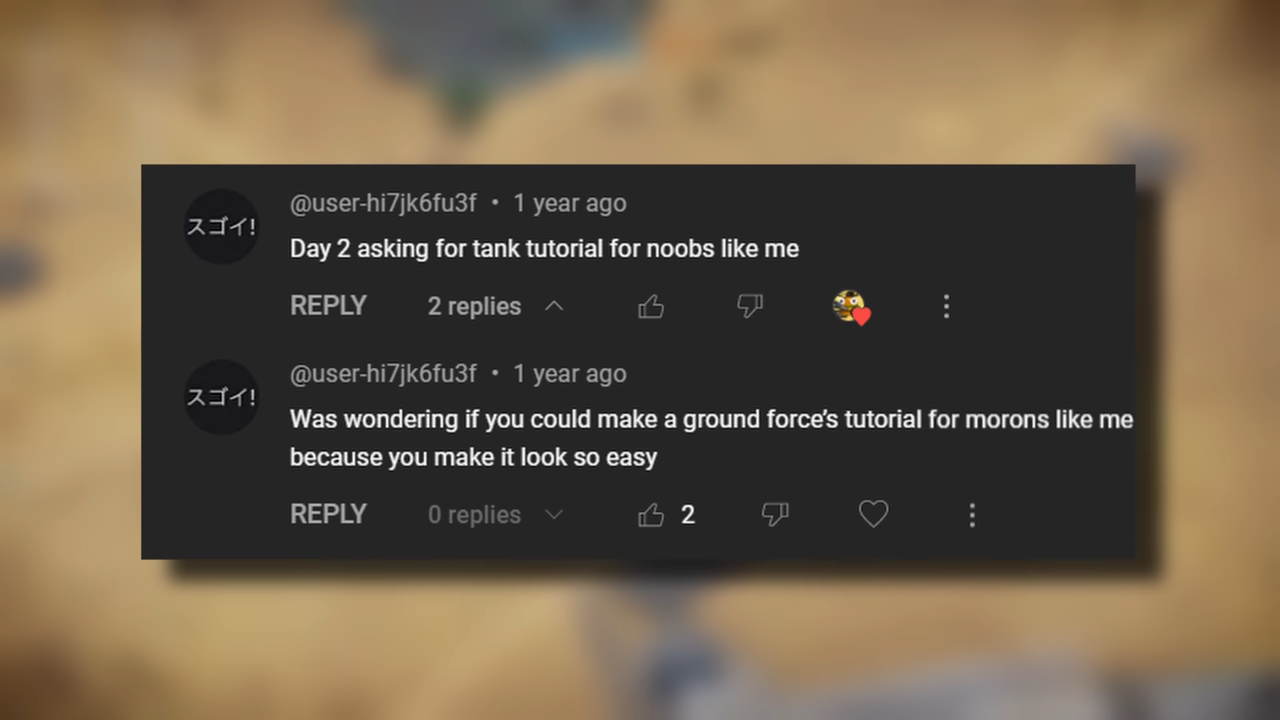 スゴイ!
@user-hi7jk6fu3f • 1 year ago
Day 2 asking for tank tutorial for noobs like me
REPLY 2 replies
スゴイ!
@user-hi7jk6fu3f • 1 year ago
Was wondering if you could make a ground force's tutorial for morons like me
because you make it look so easy
REPLY 0 replies 2